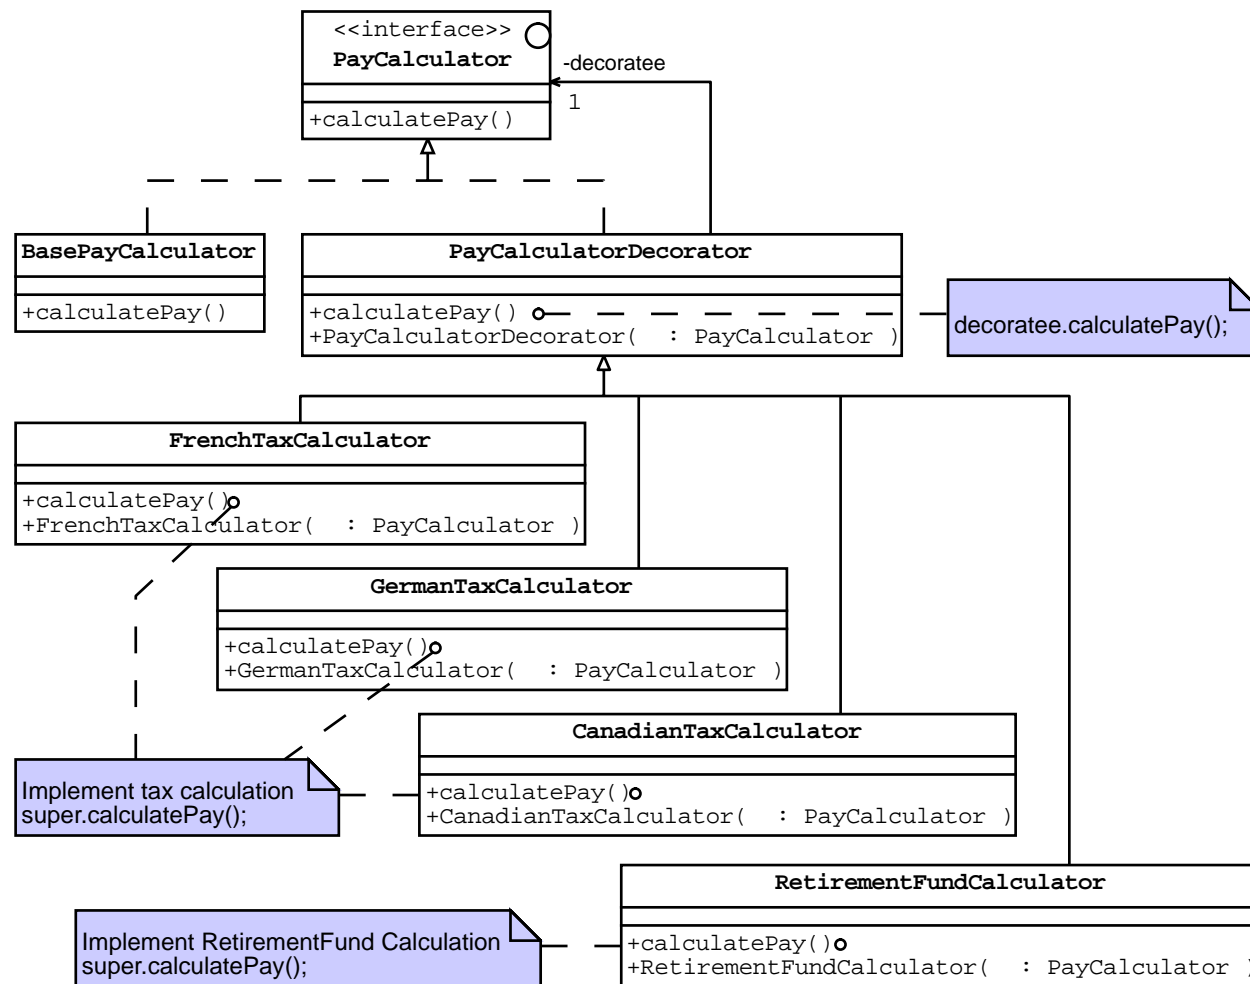 <<interface>>
PayCalculator
-decoratee
1
+calculatePay()
BasePayCalculator
+calculatePay()
PayCalculatorDecorator
+calculatePay()
+PayCalculatorDecorator( : PayCalculator )
decoratee.calculatePay();
FrenchTaxCalculator
+calculatePay()
+FrenchTaxCalculator( : PayCalculator )
GermanTaxCalculator
+calculatePay()
+GermanTaxCalculator( : PayCalculator )
CanadianTaxCalculator
+calculatePay()
+CanadianTaxCalculator( : PayCalculator )
Implement tax calculation
super.calculatePay();
RetirementFundCalculator
+calculatePay()
+RetirementFundCalculator( : PayCalculator )
Implement RetirementFund Calculation
super.calculatePay();